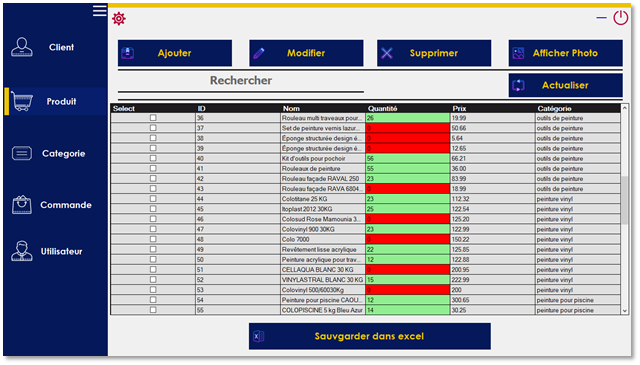 Client
Produit
Categorie
Commande
Utilisateur
Ajouter
Modifier
Supprimer
Afficher Photo
Rechercher
Actualiser
Select ID Nom Quantité Prix Catégorie
36 Rouleau multi traveaux pour... 26 19.99 outils de peinture
37 Set de peinture vernis lazur... 0 50.66 outils de peinture
38 Éponge structurée design é... 0 5.64 outils de peinture
39 Éponge structurée design é... 0 12.65 outils de peinture
40 Kit d'outils pour pochoir 56 66.21 outils de peinture
41 Rouleaux de peinture 55 36.00 outils de peinture
42 Rouleau façade RAVAL 250 23 83.99 outils de peinture
43 Rouleau façade RAVA 6804... 0 18.99 outils de peinture
44 Colotitane 25 KG 23 112.32 peinture vinyl
45 Itoplast 2012 30KG 25 122.54 peinture vinyl
46 Colosud Rose Mamounia 3... 0 125.20 peinture vinyl
47 Colovinyl 900 30KG 23 122.99 peinture vinyl
48 Colo 7000 0 150.22 peinture vinyl
49 Revêtement lisse acrylique 22 125.85 peinture vinyl
50 Peinture acrylique pour trav... 12 122.88 peinture vinyl
51 CELLAQUA BLANC 30 KG 0 200.95 peinture vinyl
52 VINYLASTRAL BLANC 30 KG 15 222.99 peinture vinyl
53 Colovinyl 500/60030Kg 0 200 peinture vinyl
54 Peinture pour piscine CAOU... 12 300.65 peinture pour piscine
55 COLOPISCINE 5 kg Bleu Azur 14 30.25 peinture pour piscine
Sauvgarder dans excel